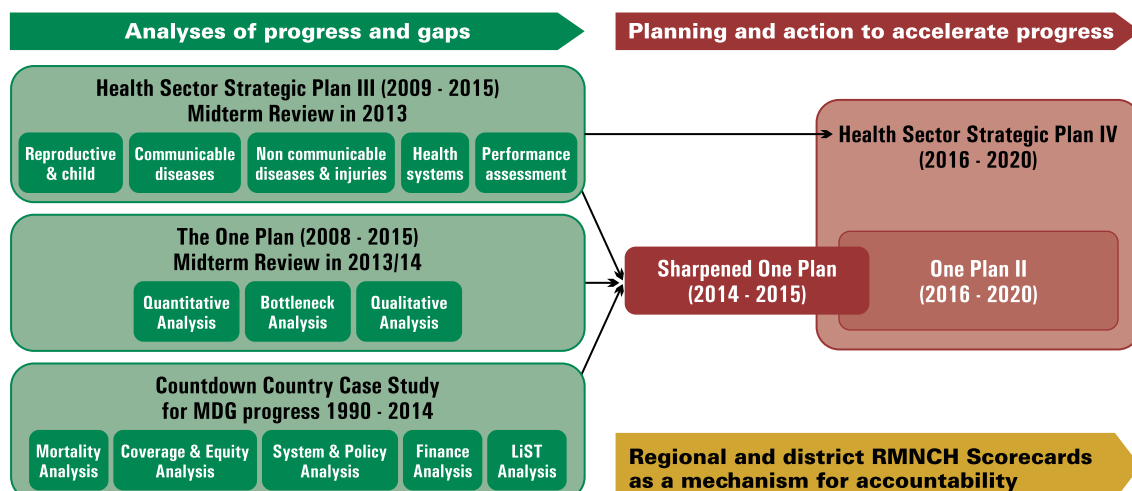 Analyses of progress and gaps
Planning and action to accelerate progress
Health Sector Strategic Plan III (2009 - 2015)
Midterm Review in 2013
Reproductive
& child
Communicable
diseases
Non communicable
diseases & injuries
Health
systems
Performance
assessment
The One Plan (2008 - 2015)
Midterm Review in 2013/14
Quantitative
Analysis
Bottleneck
Analysis
Qualitative
Analysis
Countdown Country Case Study
for MDG progress 1990 - 2014
Mortality
Analysis
Coverage & Equity
Analysis
System & Policy
Analysis
Finance
Analysis
LiST
Analysis
Health Sector Strategic Plan IV
(2016 - 2020)
Sharpened One Plan
(2014 - 2015)
One Plan II
(2016 - 2020)
Regional and district RMNCH Scorecards
as a mechanism for accountability